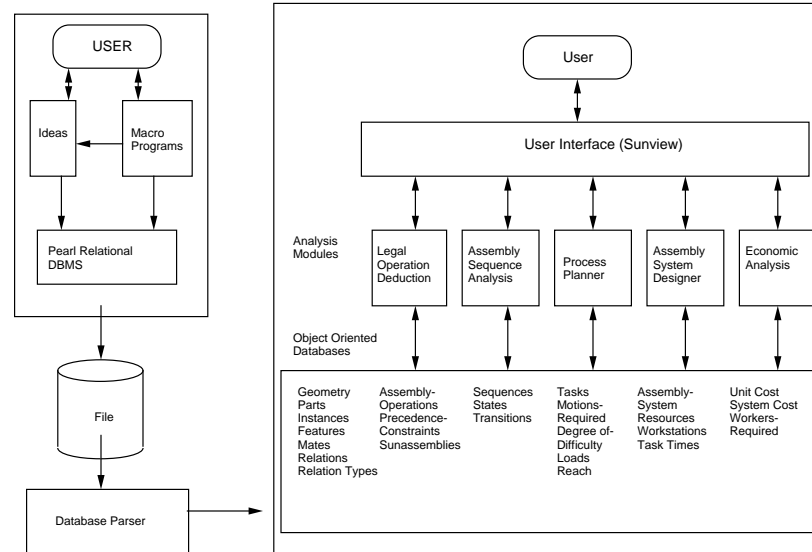 USER
Ideas
Macro
Programs
Pearl Relational
DBMS
File
Database Parser
User
User Interface (Sunview)
Analysis
Modules
Legal
Operation
Deduction
Assembly
Sequence
Analysis
Process
Planner
Assembly
System
Designer
Economic
Analysis
Object Oriented
Databases
Geometry
Parts
Instances
Features
Mates
Relations
Relation Types
Assembly-
Operations
Precedence-
Constraints
Sunassemblies
Sequences
States
Transitions
Tasks
Motions-
Required
Degree of-
Difficulty
Loads
Reach
Assembly-
System
Resources
Workstations
Task Times
Unit Cost
System Cost
Workers-
Required